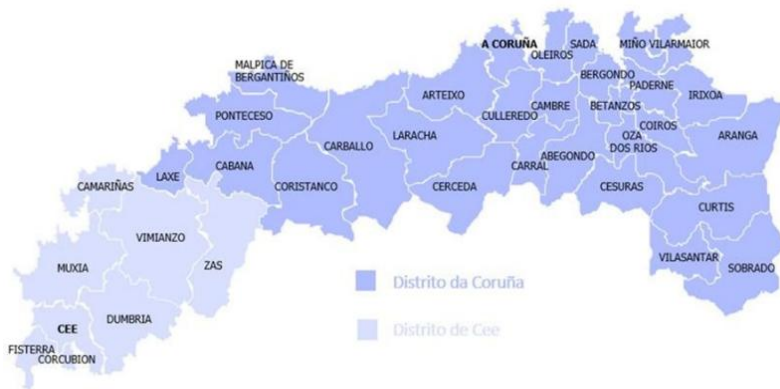 A CORUÑA
SADA
OLEIROS
MIÑO
VILARMAIOR
MALPICA DE
BERGANTIÑOS
BERGONDO
PADERNE
IRIXOA
ARTEIXO
CAMBRE
BETANZOS
PONTECESO
CULLEREDO
COIROS
LARACHA
OZA
DOS RIOS
ARANGA
CARBALLO
ABEGONDO
CABANA
CARRAL
LAXE
CAMARIÑAS
CORISTANCO
CERCEDA
CESURAS
CURTIS
VIMIANZO
VILASANTAR
ZAS
MUXIA
SOBRADO
Distrito da Coruña
DUMBRIA
CEE
Distrito de Cee
FISTERRA
CORCUBION